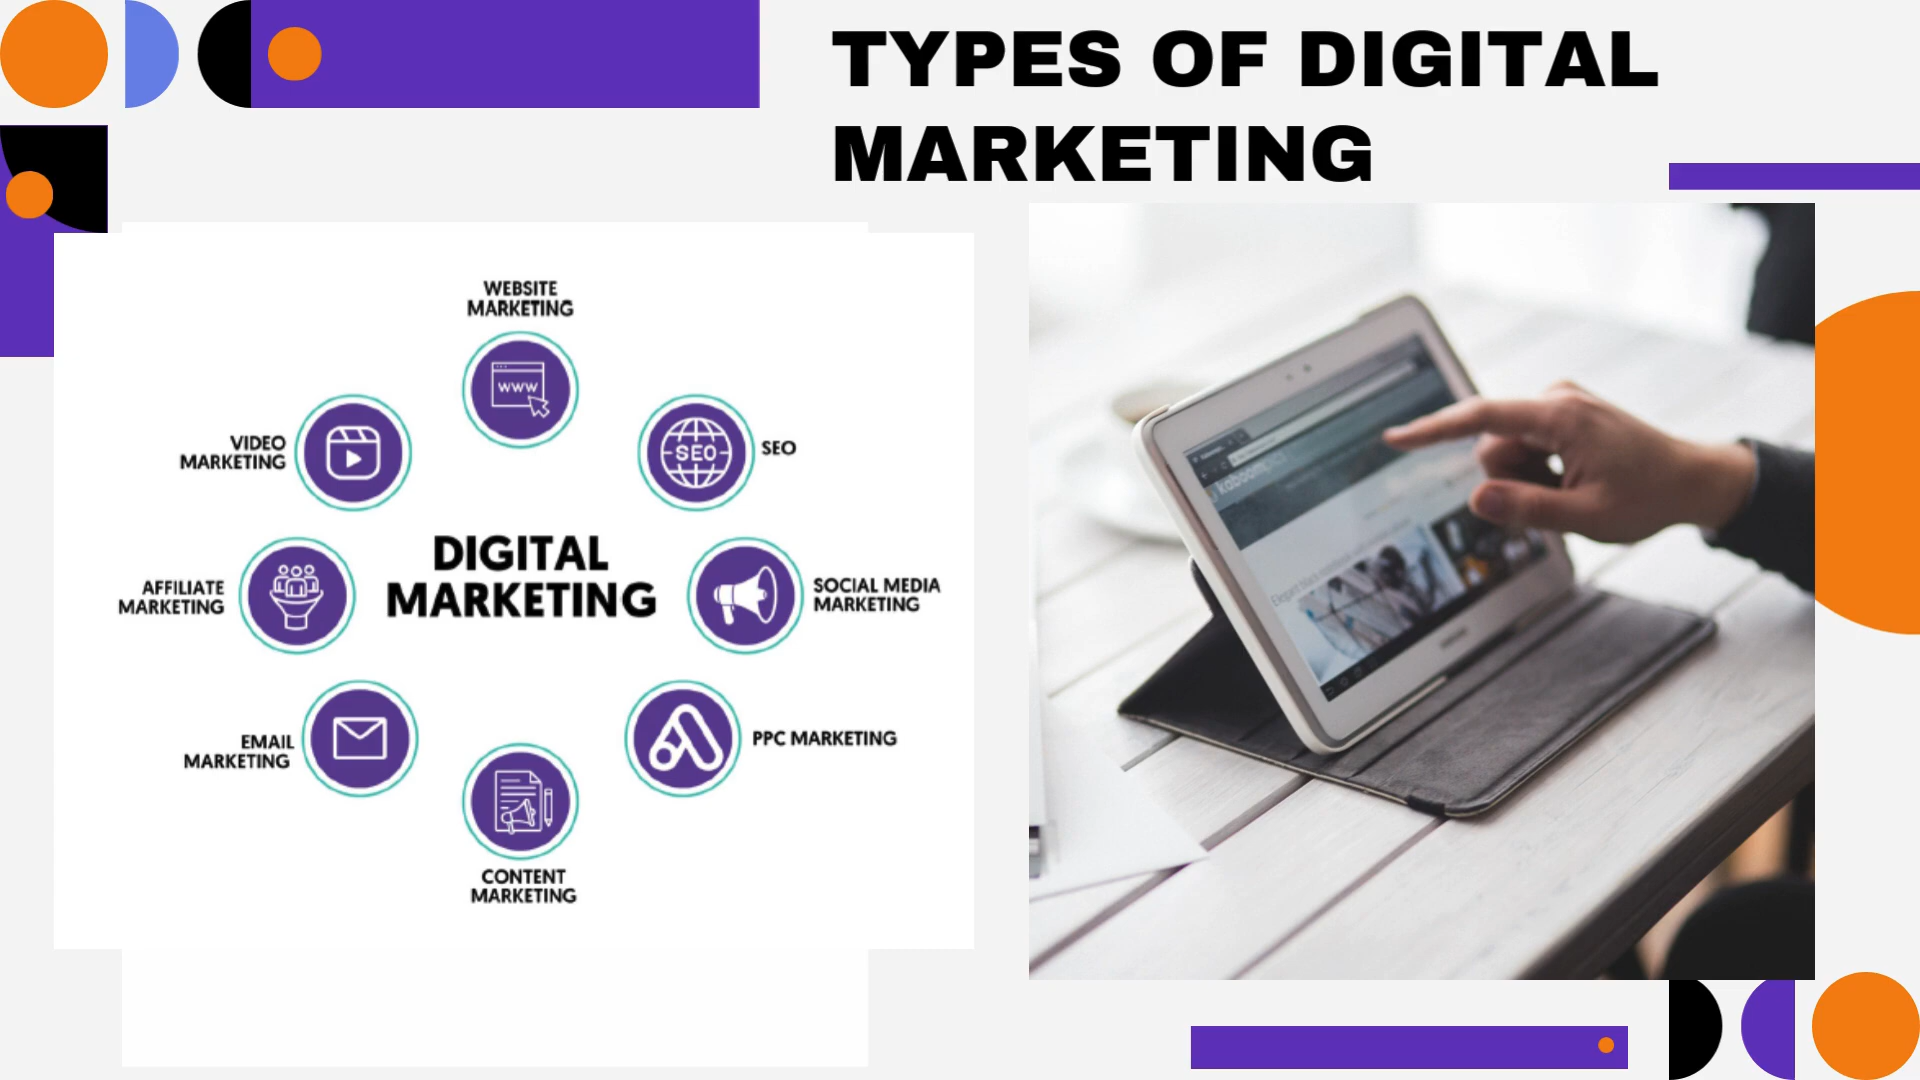 TYPES OF DIGITAL
MARKETING
WEBSITE
MARKETING
WWW
VIDEO
MARKETING
SEO
SEO
DIGITAL
MARKETING
AFFILIATE
MARKETING
SOCIAL MEDIA
MARKETING
EMAIL
MARKETING
PPC MARKETING
CONTENT
MARKETING
kaboompics